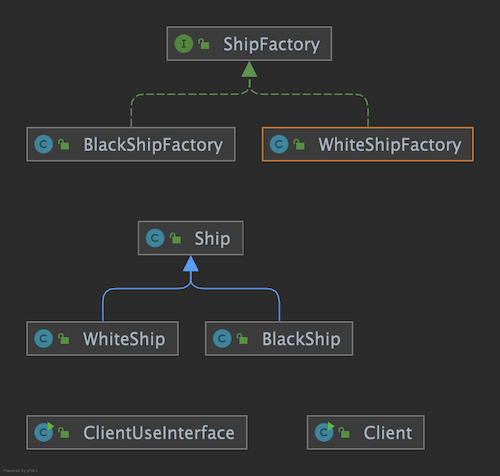 I ShipFactory
C BlackShipFactory
C WhiteShipFactory
C Ship
C WhiteShip
C BlackShip
C ClientUseInterface
C Client
Powered by yFiles